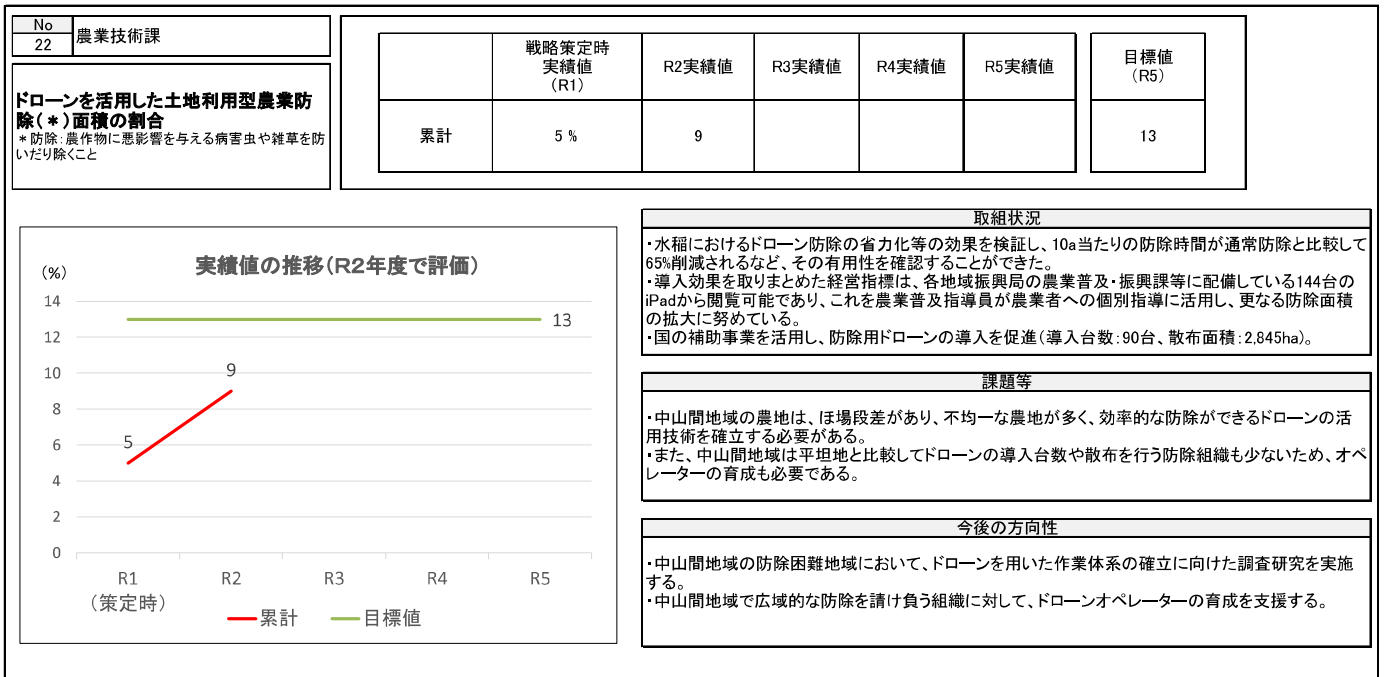 No
22
農業技術課
ドローンを活用した土地利用型農業防
除(＊)面積の割合
＊防除:農作物に悪影響を与える病害虫や雑草を防
いだり除くこと
戦略策定時
実績値
(R1)
R2実績値
R3実績値
R4実績値
R5実績値
目標値
(R5)
累計
5 %
9
13
実績値の推移(R2年度で評価)
(%)
14
12
10
8
6
4
2
0
13
9
5
R1
(策定時)
R2
R3
R4
R5
累計
目標値
取組状況
・水稲におけるドローン防除の省力化等の効果を検証し、10a当たりの防除時間が通常防除と比較して
65%削減されるなど、その有用性を確認することができた。
・導入効果を取りまとめた経営指標は、各地域振興局の農業普及・振興課等に配備している144台の
iPadから閲覧可能であり、これを農業普及指導員が農業者への個別指導に活用し、更なる防除面積
の拡大に努めている。
・国の補助事業を活用し、防除用ドローンの導入を促進(導入台数:90台、散布面積:2,845ha)。
課題等
・中山間地域の農地は、ほ場段差があり、不均一な農地が多く、効率的な防除ができるドローンの活
用技術を確立する必要がある。
・また、中山間地域は平坦地と比較してドローンの導入台数や散布を行う防除組織も少ないため、オペ
レーターの育成も必要である。
今後の方向性
・中山間地域の防除困難地域において、ドローンを用いた作業体系の確立に向けた調査研究を実施
する。
・中山間地域で広域的な防除を請け負う組織に対して、ドローンオペレーターの育成を支援する。